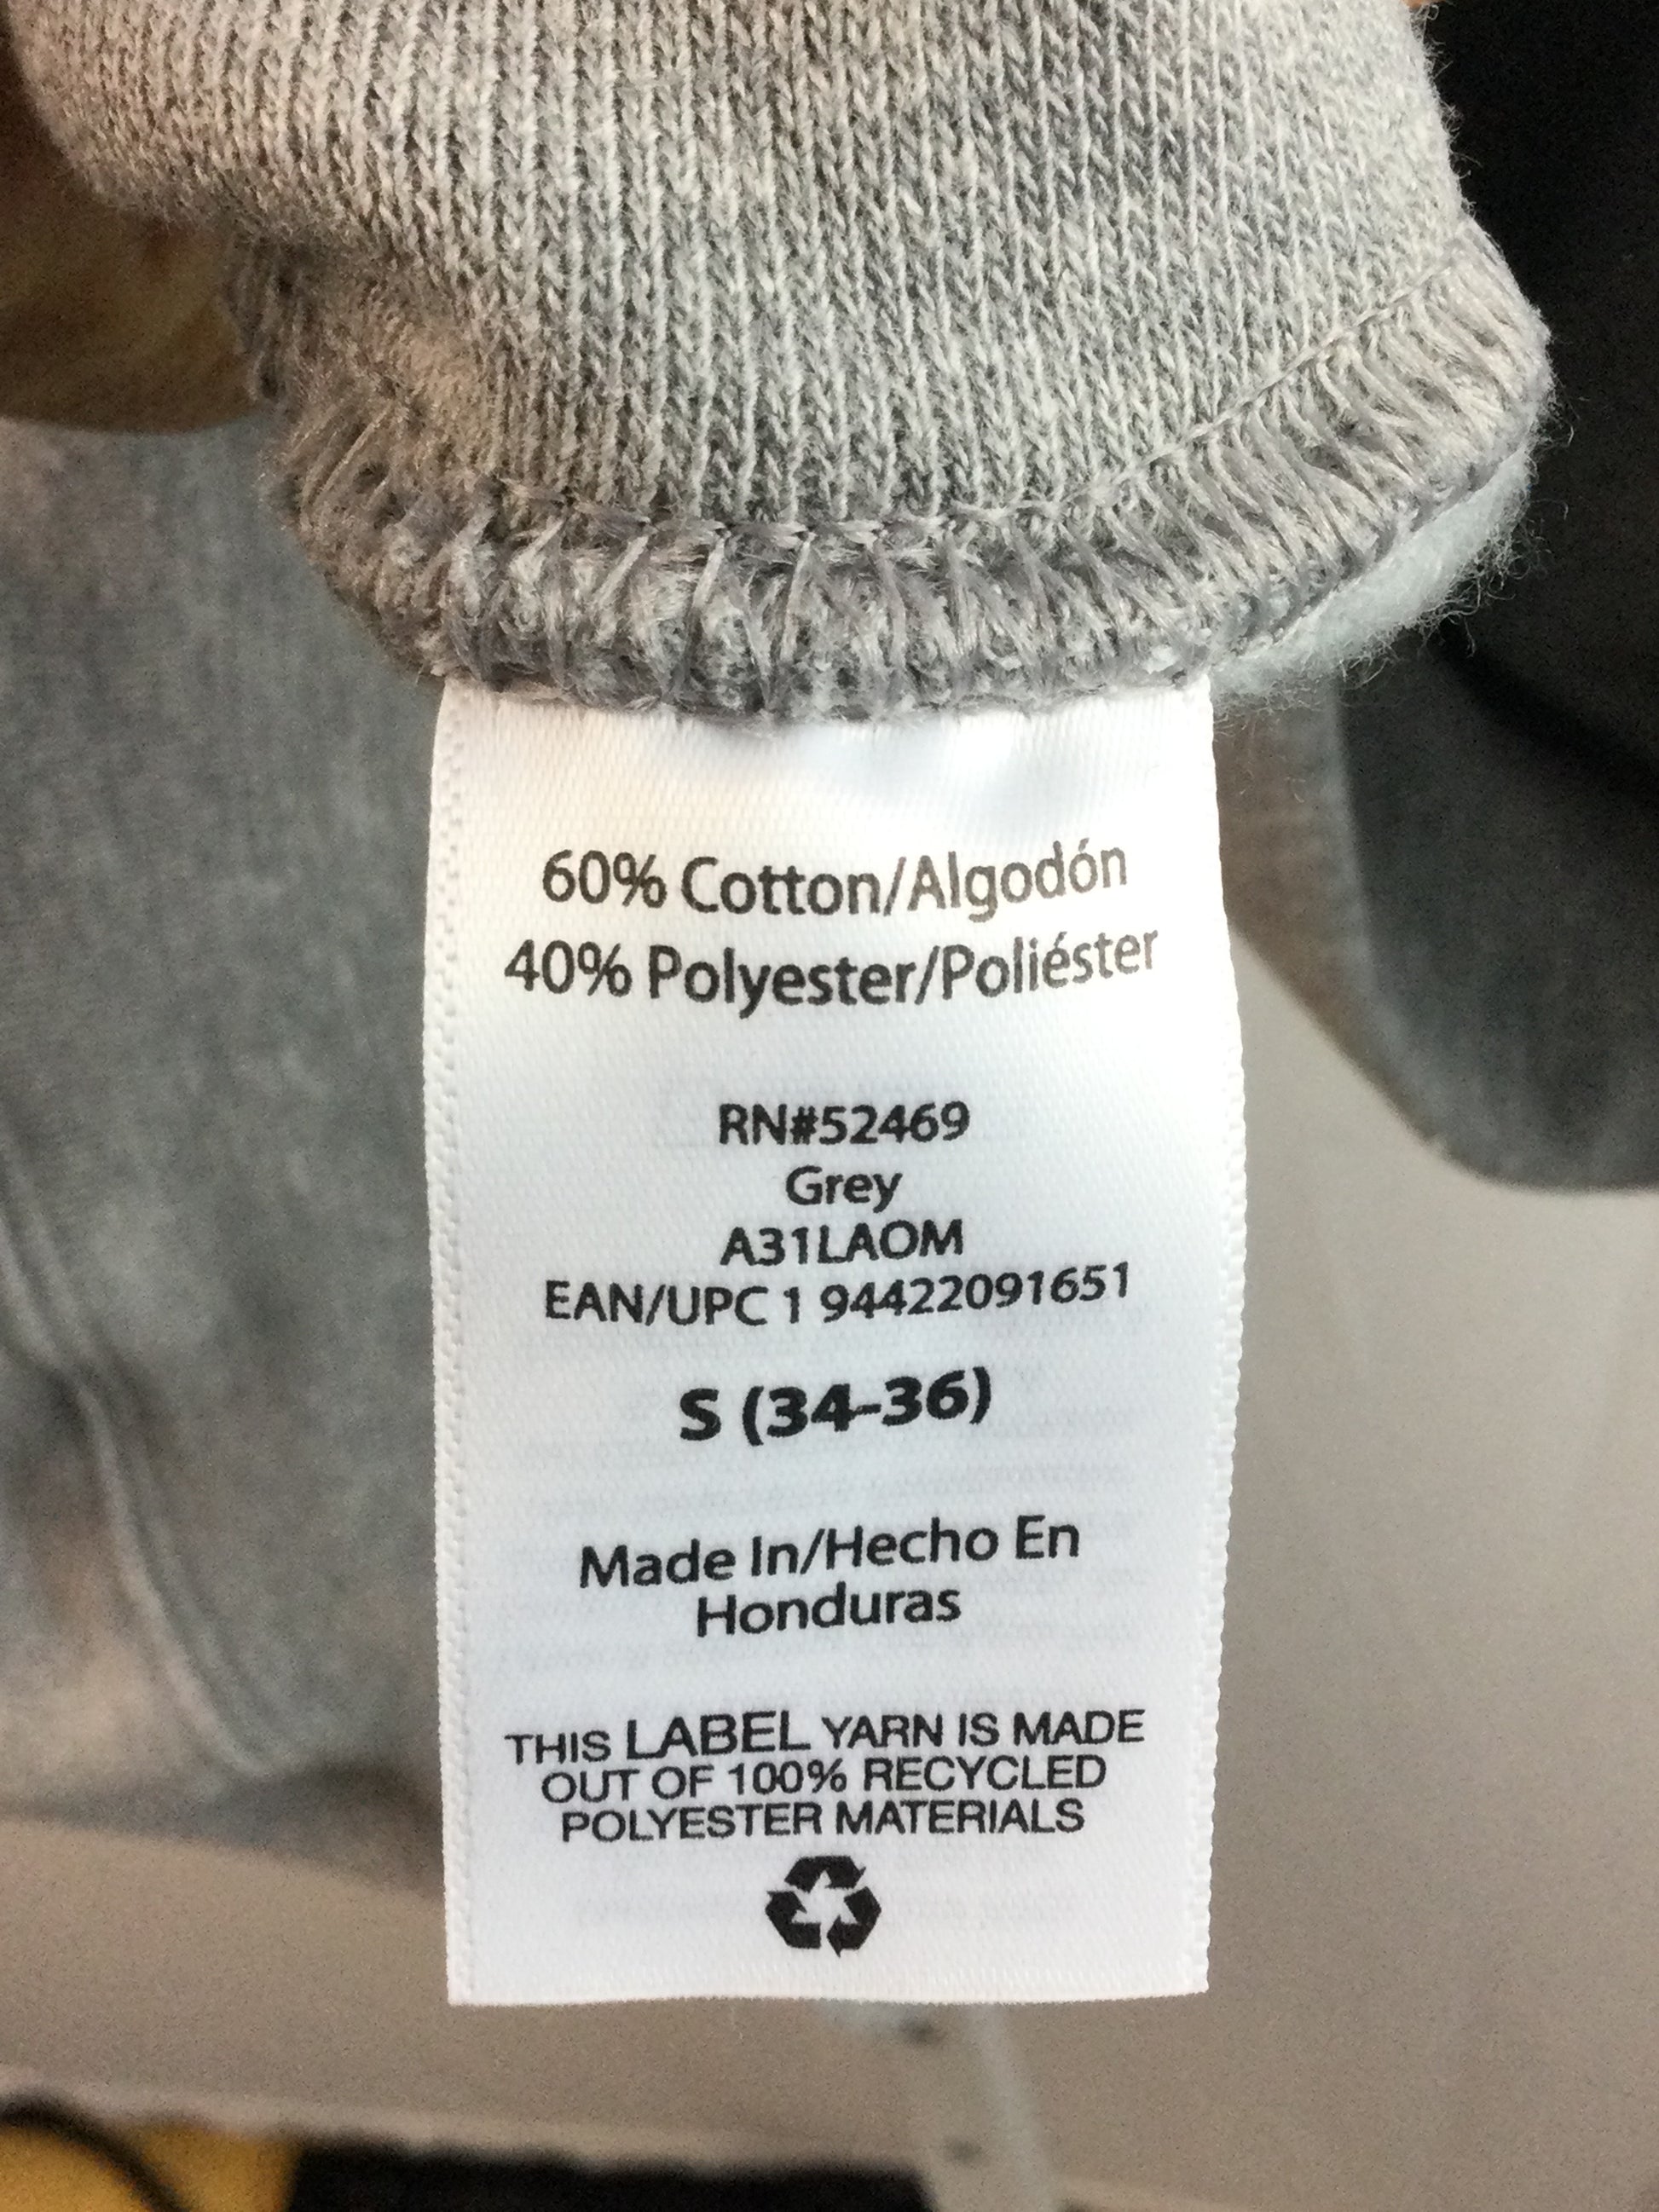 60% Cotton/Algodón
40% Polyester/Poliéster
RN#52469
Grey
A31LAOM
EAN/UPC 1 94422091651
S (34-36)
Made In/Hecho En
Honduras
THIS LABEL YARN IS MADE
OUT OF 100% RECYCLED
POLYESTER MATERIALS